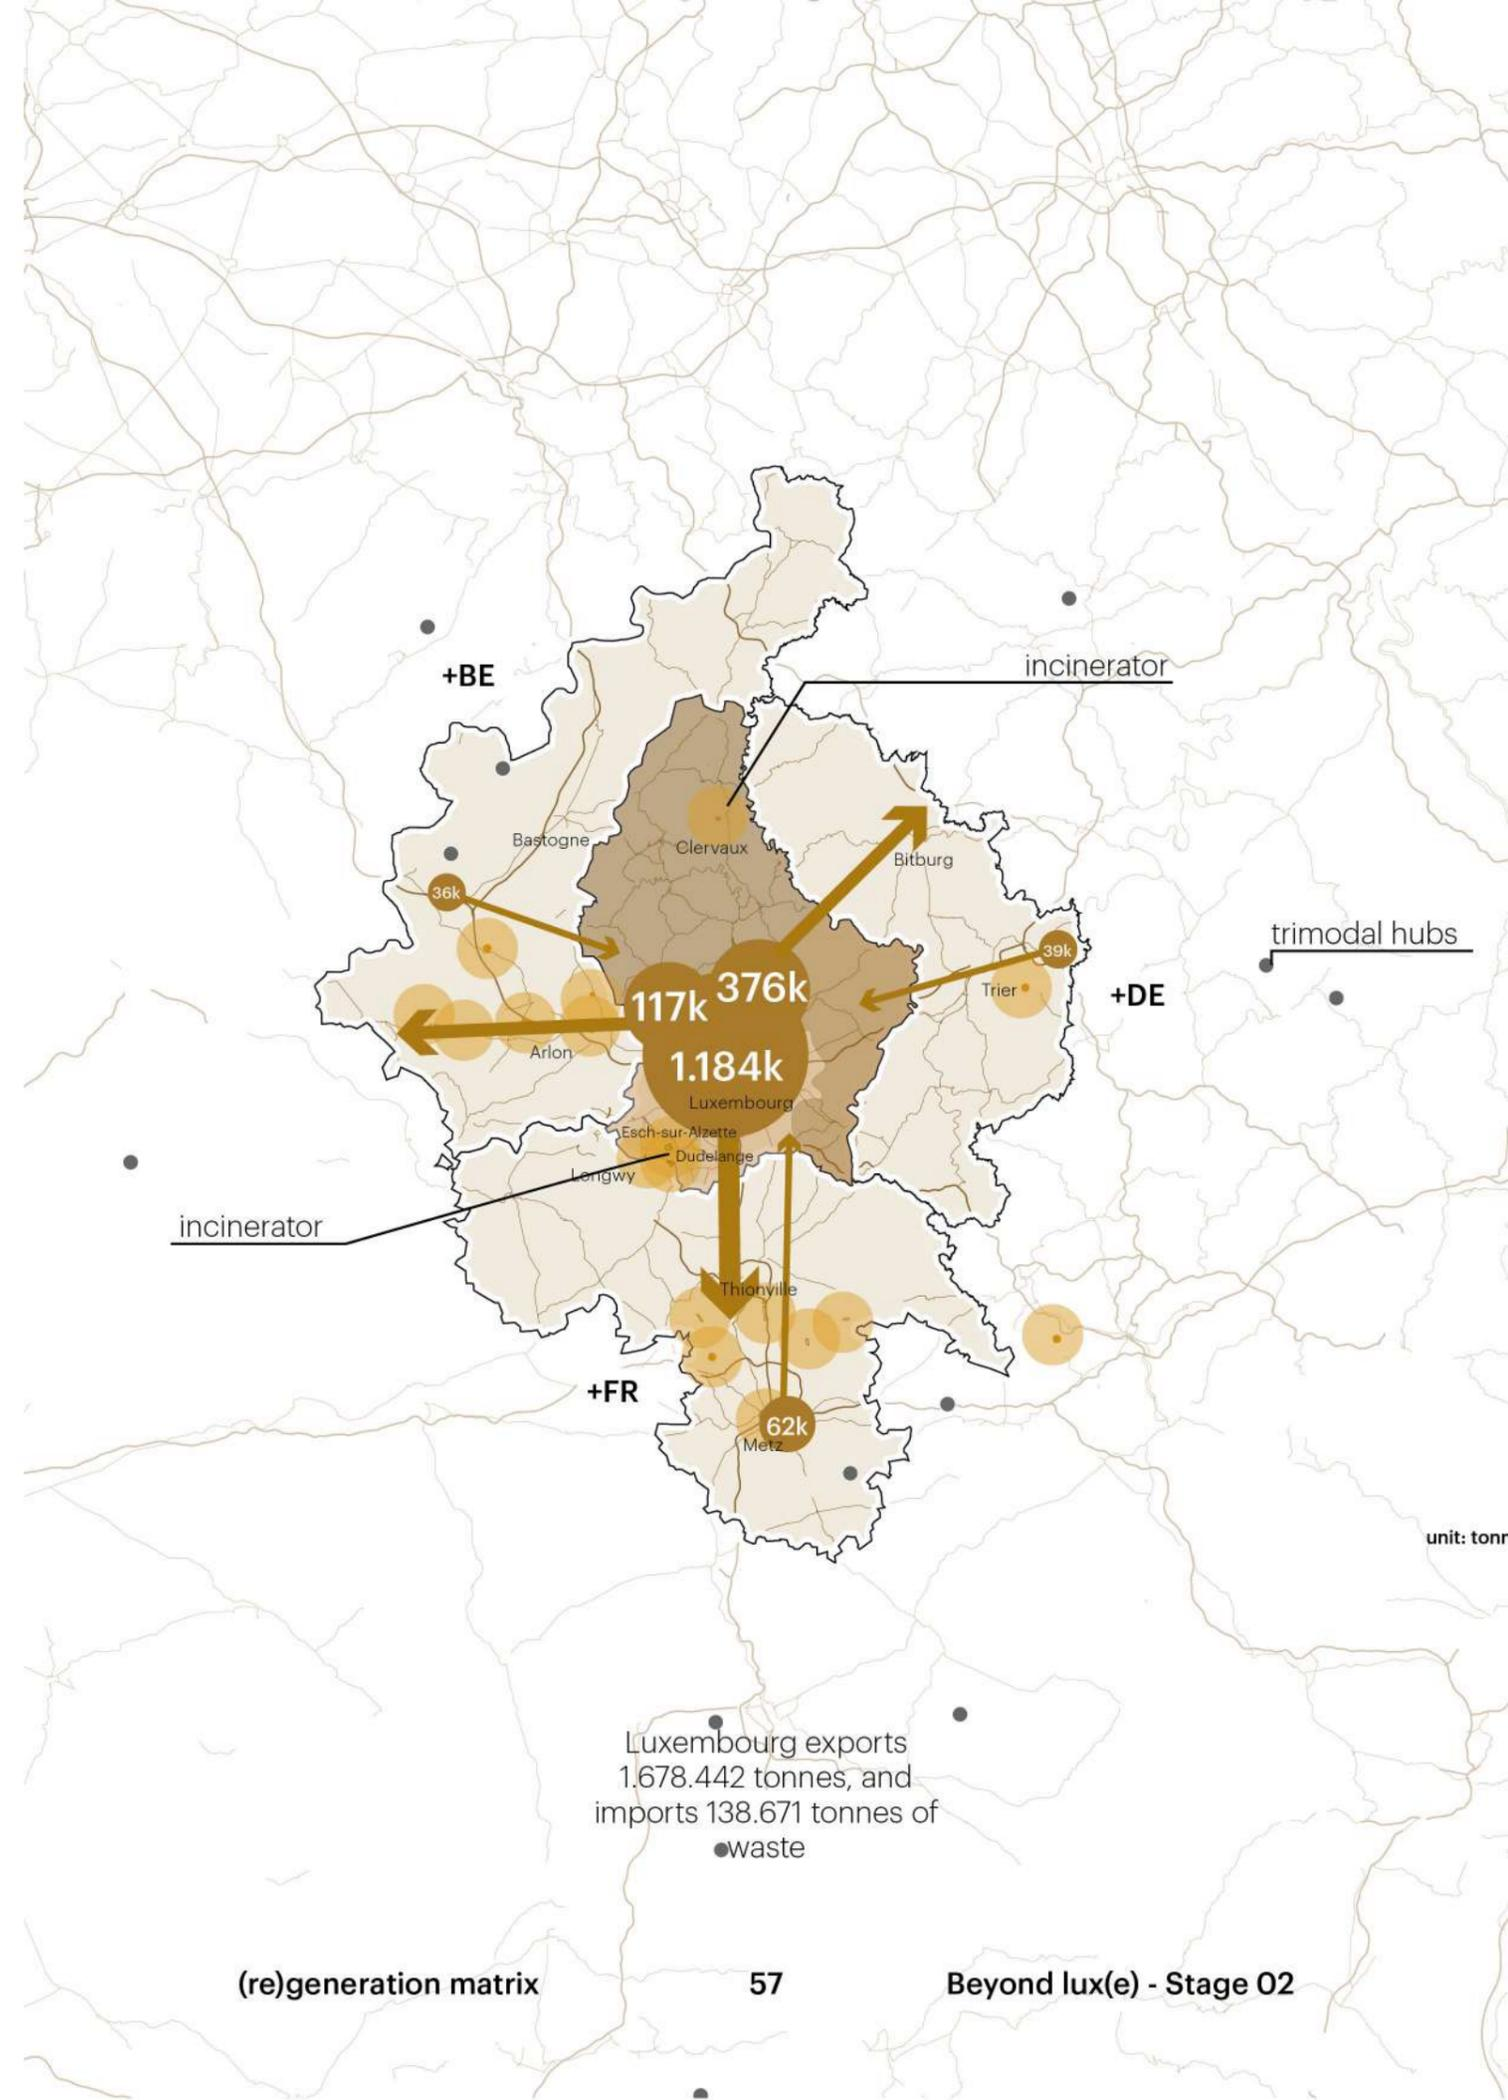 +BE
incinerator
Bastogne
Clervaux
Bitburg
36k
trimodal hubs
39k
376k
117k
Trier
+DE
Arlon
1.184k
Luxembourg
Esch-sur-Alzette
Dudelange
Longwy
incinerator
Thionville
+FR
62k
Metz
unit: tonn
Luxembourg exports
1.678.442 tonnes, and
imports 138.671 tonnes of
waste
(re)generation matrix 57 Beyond lux(e) - Stage 02